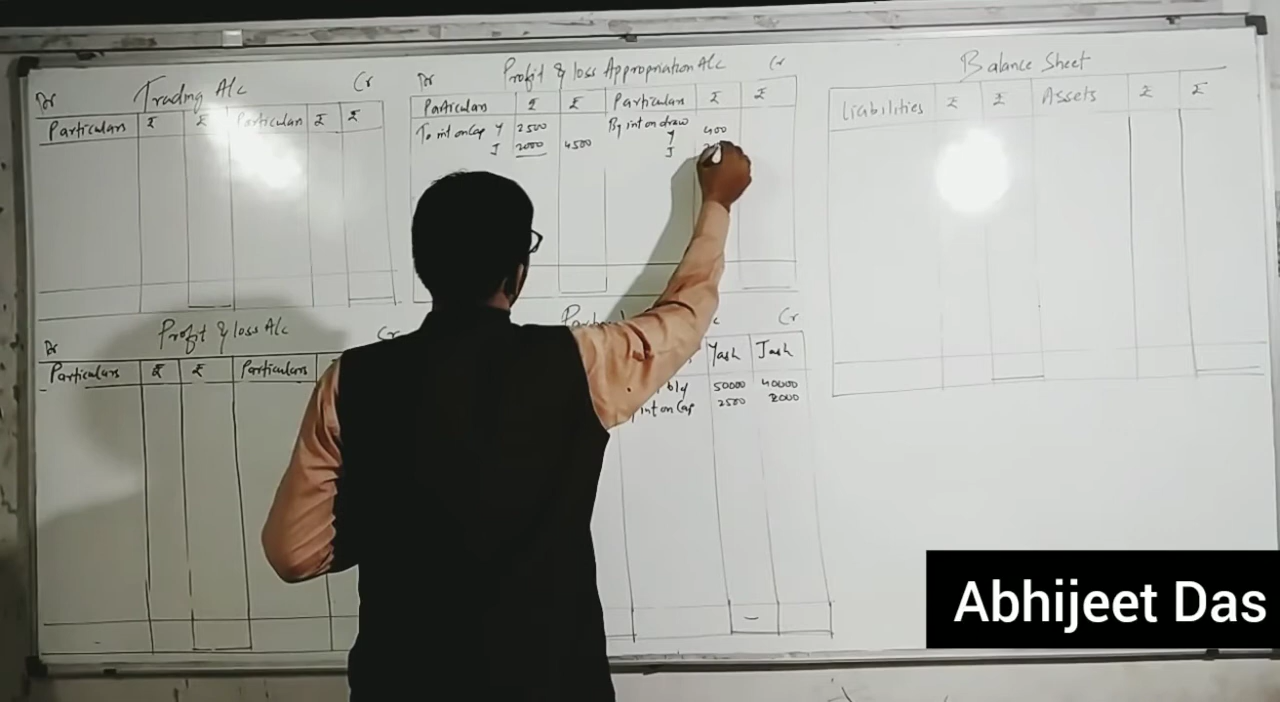 Dr Trading A/c Cr
Particulars ₹ ₹ Particulars ₹ ₹
Dr Profit & loss Appropriation A/c Cr
Particulars ₹ ₹ Particulars ₹ ₹
To int on Cap Y 2500 By int on draw
Y 400
J 2000 4500 J
Balance Sheet
Liabilities ₹ ₹ Assets ₹ ₹
Dr Profit & loss A/c Cr
Particulars ₹ ₹ Particulars
Cr
Yash Jash
50000 40000
int on Cap 2500 2000
Abhijeet Das